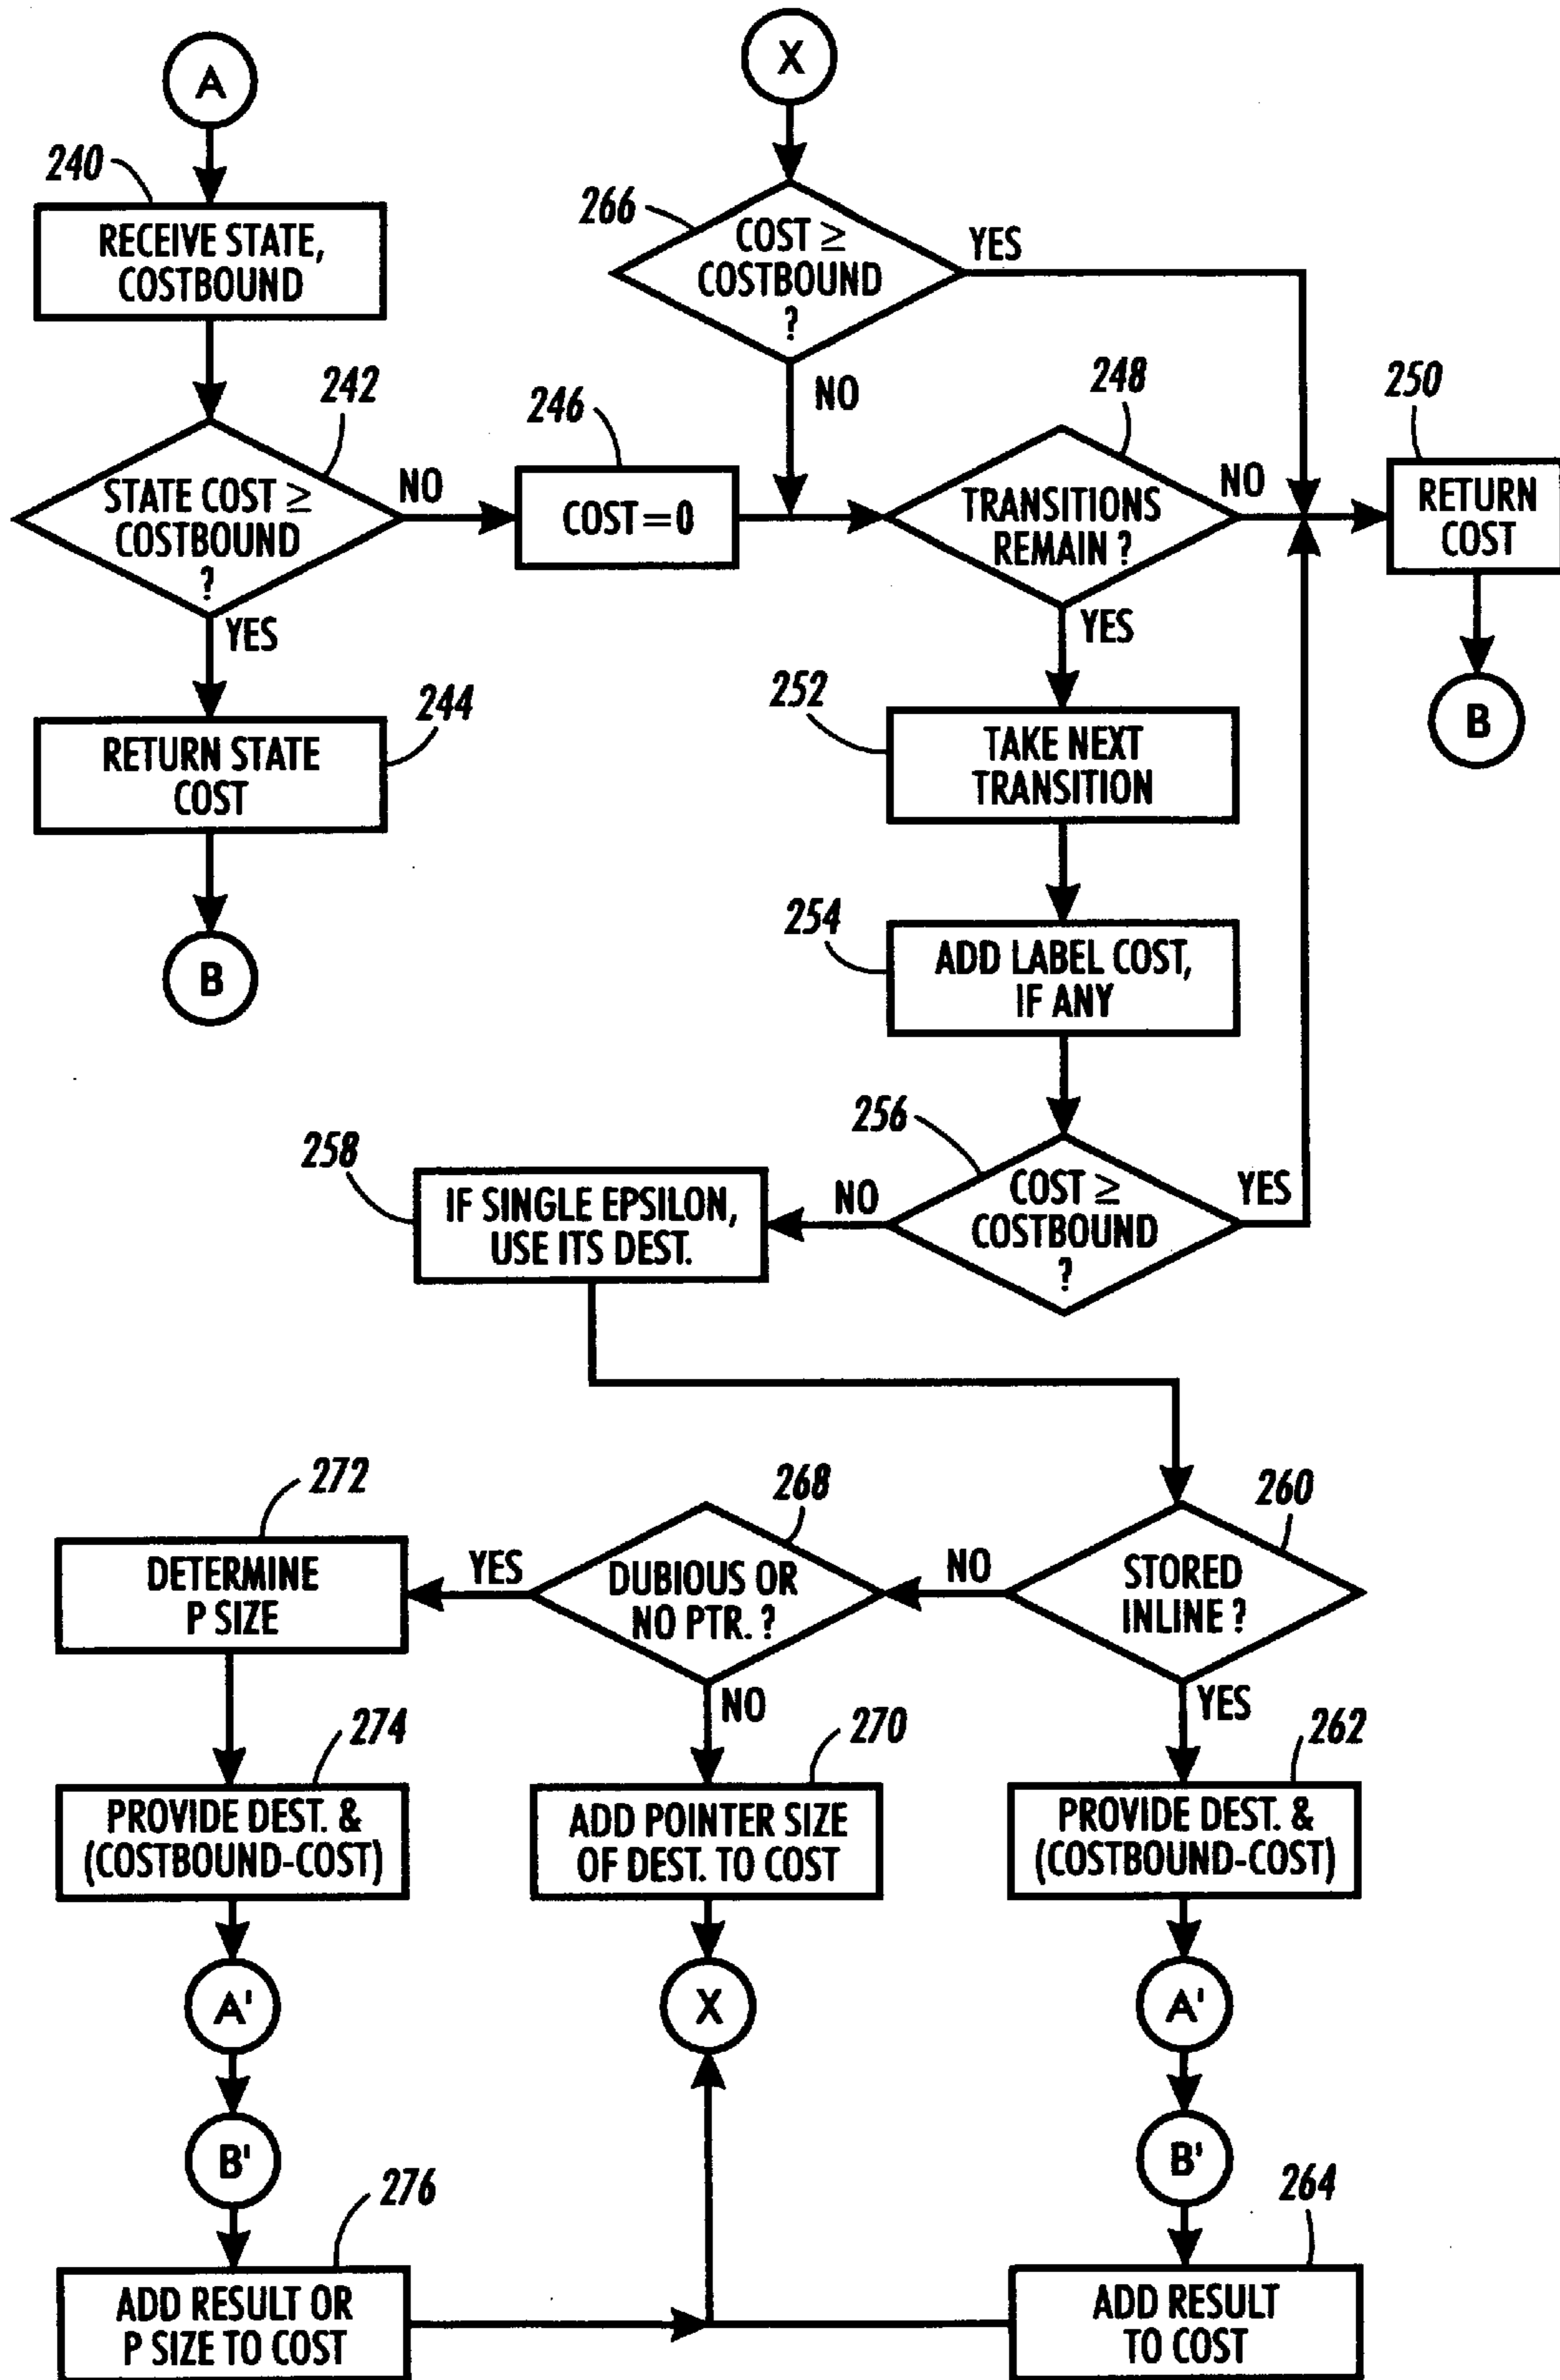 A
X
240
RECEIVE STATE,
COSTBOUND
266
COST ≥
COSTBOUND
?
YES
NO
242
STATE COST ≥
COSTBOUND
?
NO
YES
246
COST=0
248
TRANSITIONS
REMAIN ?
NO
YES
250
RETURN
COST
B
244
RETURN STATE
COST
B
252
TAKE NEXT
TRANSITION
254
ADD LABEL COST,
IF ANY
256
COST ≥
COSTBOUND
?
YES
NO
258
IF SINGLE EPSILON,
USE ITS DEST.
260
STORED
INLINE ?
NO
YES
268
DUBIOUS OR
NO PTR. ?
YES
NO
272
DETERMINE
P SIZE
274
PROVIDE DEST. &
(COSTBOUND-COST)
270
ADD POINTER SIZE
OF DEST. TO COST
262
PROVIDE DEST. &
(COSTBOUND-COST)
A'
X
A'
B'
B'
276
ADD RESULT OR
P SIZE TO COST
264
ADD RESULT
TO COST